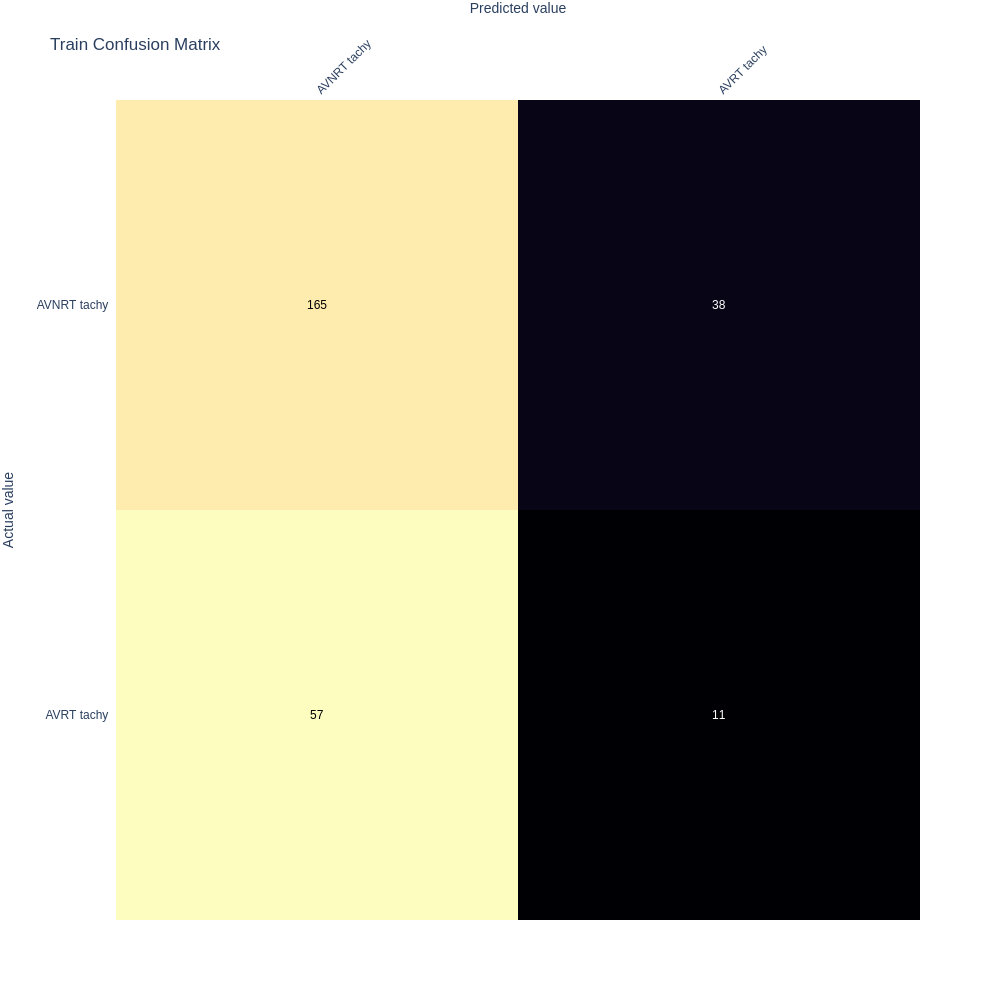 Predicted value
Train Confusion Matrix
AVNRT tachy
AVRT tachy
AVNRT tachy
165
38
Actual value
AVRT tachy
57
11